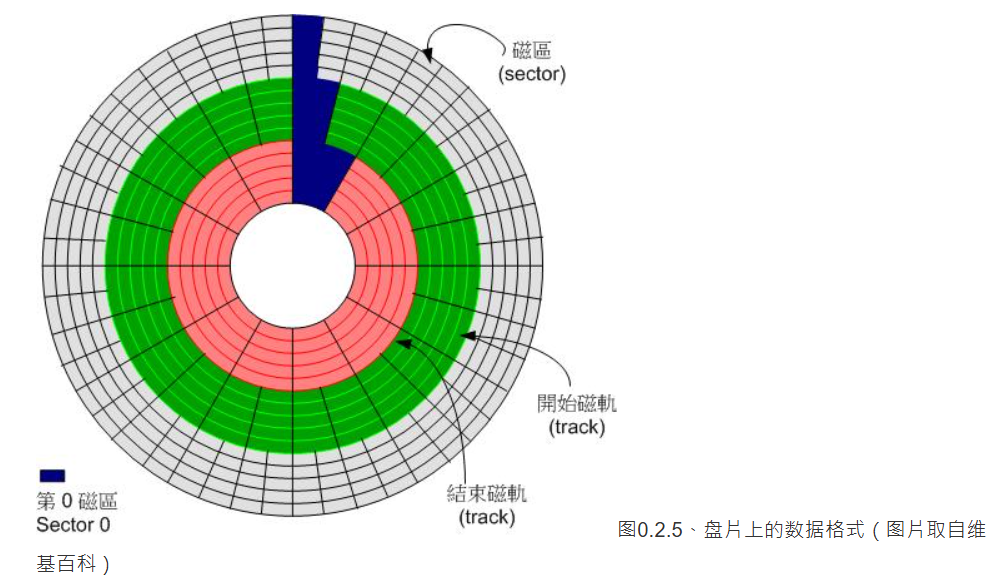 磁區
(sector)
開始磁軌
(track)
結束磁軌
(track)
第 0 磁區
Sector 0
图0.2.5、盘片上的数据格式（图片取自维
基百科）